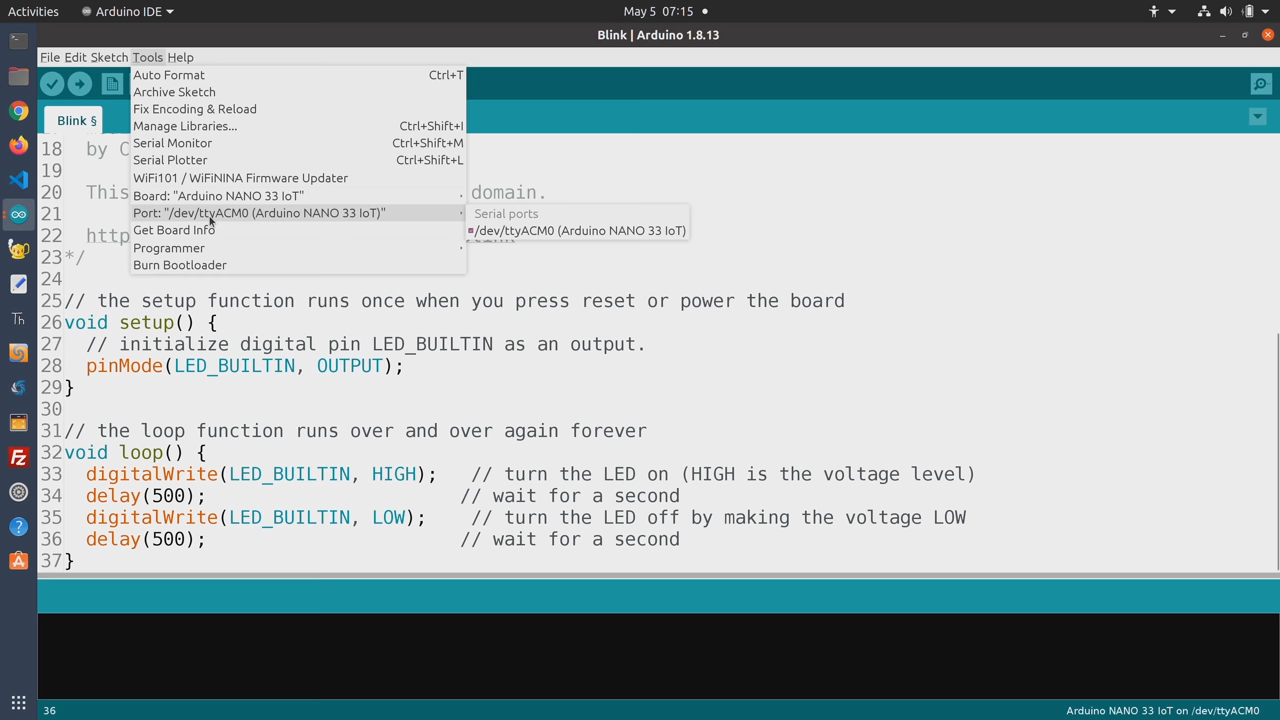 Activities
Arduino IDE
May 5 07:15
Blink | Arduino 1.8.13
File Edit Sketch Tools Help
Auto Format Ctrl+T
Archive Sketch
Fix Encoding & Reload
Manage Libraries... Ctrl+Shift+I
Serial Monitor Ctrl+Shift+M
Serial Plotter Ctrl+Shift+L
WiFi101 / WiFiNINA Firmware Updater
Board: "Arduino NANO 33 IoT"
Port: "/dev/ttyACM0 (Arduino NANO 33 IoT)"
Get Board Info
Programmer
Burn Bootloader
Serial ports
/dev/ttyACM0 (Arduino NANO 33 IoT)
Blink §
18 by
19
20 This domain.
21
22 http
23 */
24
25 // the setup function runs once when you press reset or power the board
26 void setup() {
27 // initialize digital pin LED_BUILTIN as an output.
28 pinMode(LED_BUILTIN, OUTPUT);
29 }
30
31 // the loop function runs over and over again forever
32 void loop() {
33 digitalWrite(LED_BUILTIN, HIGH); // turn the LED on (HIGH is the voltage level)
34 delay(500); // wait for a second
35 digitalWrite(LED_BUILTIN, LOW); // turn the LED off by making the voltage LOW
36 delay(500); // wait for a second
37 }
Th
Fz
36
Arduino NANO 33 IoT on /dev/ttyACM0